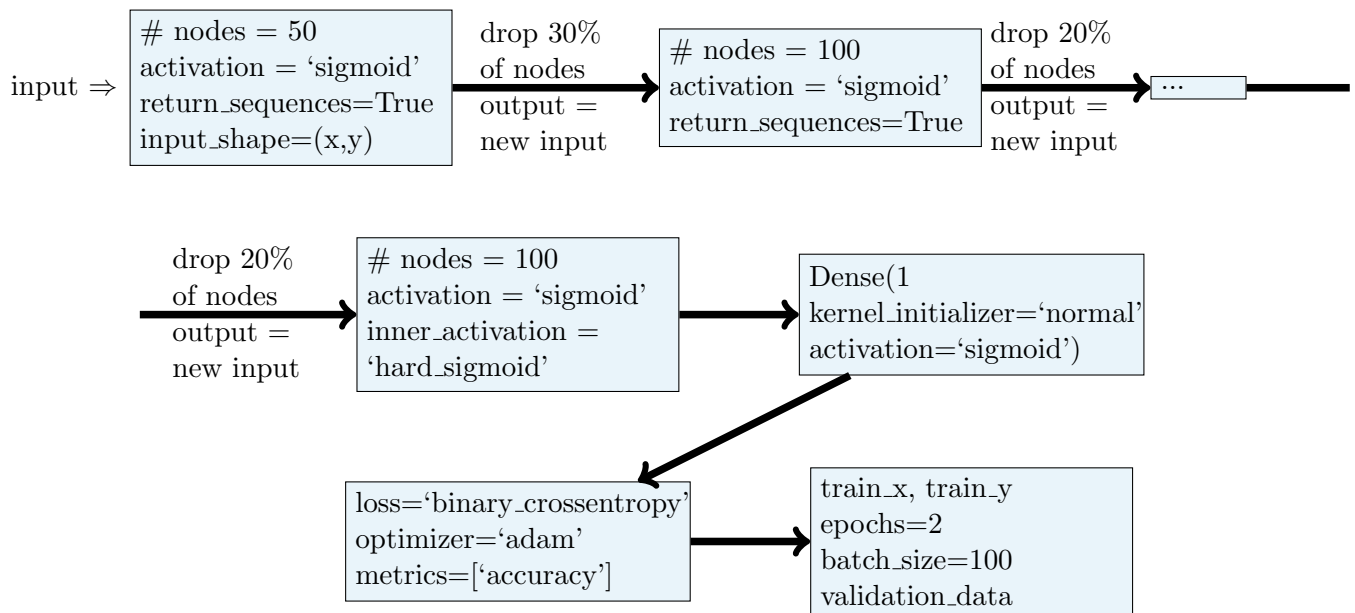 input ⇒
# nodes = 50
activation = ‘sigmoid’
return_sequences=True
input_shape=(x,y)
drop 30%
of nodes
output =
new input
# nodes = 100
activation = ‘sigmoid’
return_sequences=True
drop 20%
of nodes
output =
new input
...
drop 20%
of nodes
output =
new input
# nodes = 100
activation = ‘sigmoid’
inner_activation =
‘hard_sigmoid’
Dense(1
kernel_initializer=‘normal’
activation=‘sigmoid’)
loss=‘binary_crossentropy’
optimizer=‘adam’
metrics=[‘accuracy’]
train_x, train_y
epochs=2
batch_size=100
validation_data